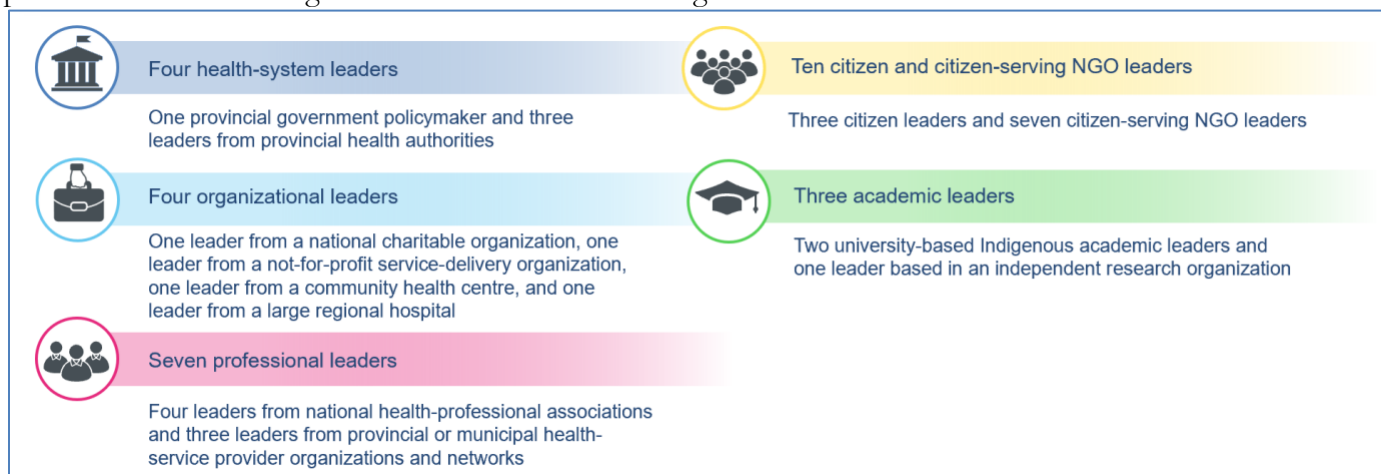 Four health-system leaders
One provincial government policymaker and three
leaders from provincial health authorities
Four organizational leaders
One leader from a national charitable organization, one
leader from a not-for-profit service-delivery organization,
one leader from a community health centre, and one
leader from a large regional hospital
Seven professional leaders
Four leaders from national health-professional associations
and three leaders from provincial or municipal health-
service provider organizations and networks
Ten citizen and citizen-serving NGO leaders
Three citizen leaders and seven citizen-serving NGO leaders
Three academic leaders
Two university-based Indigenous academic leaders and
one leader based in an independent research organization